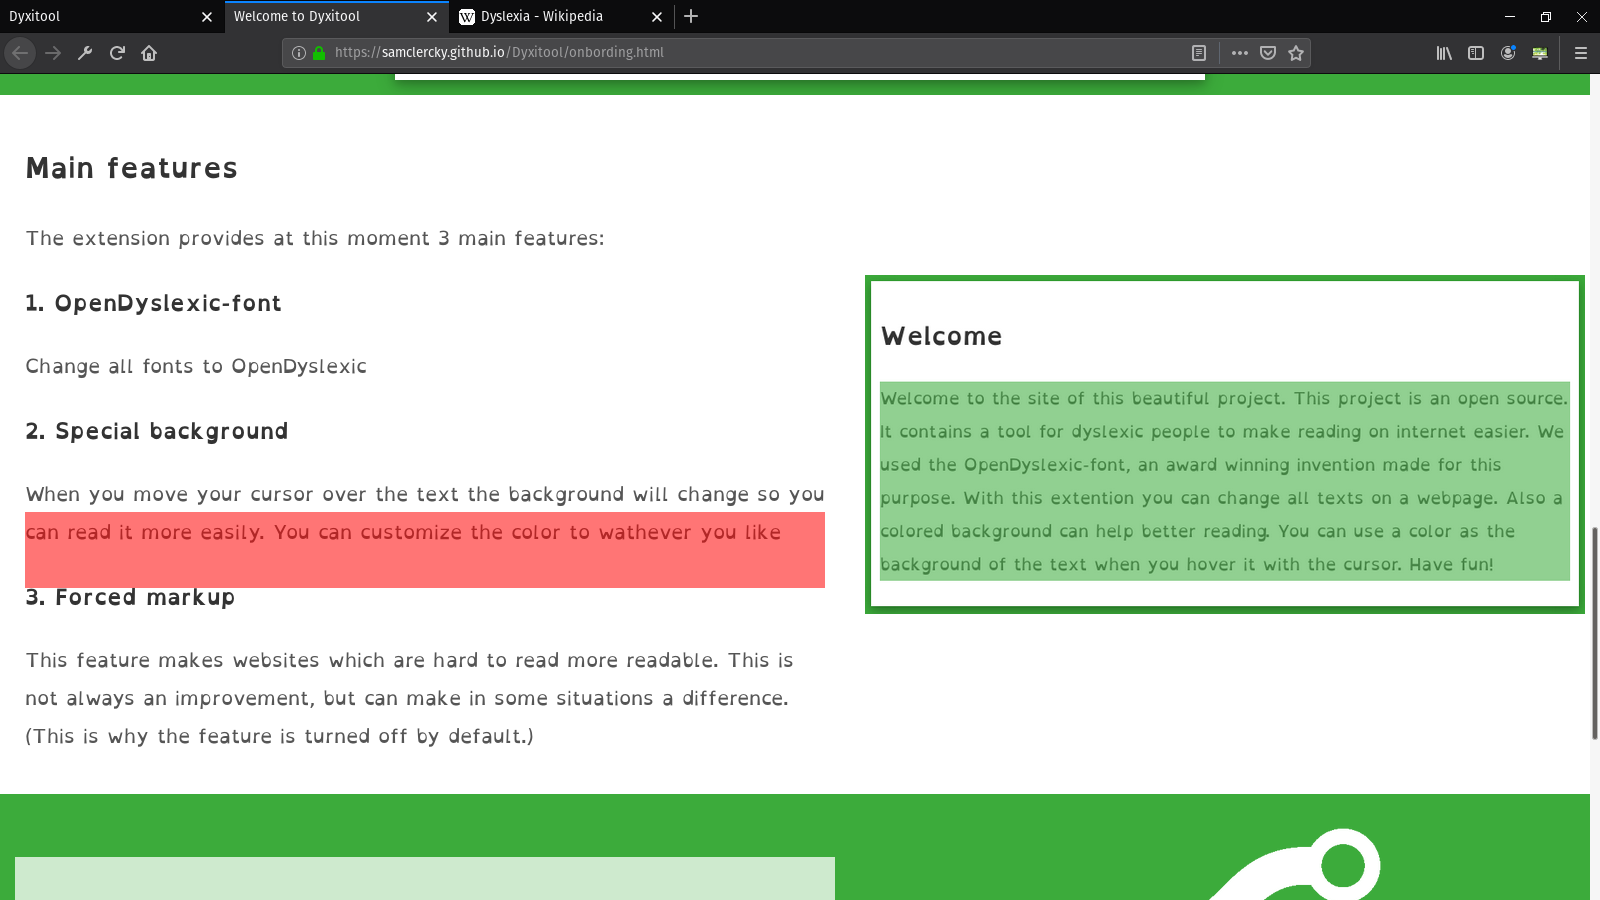 Dyxitool
Welcome to Dyxitool
Dyslexia - Wikipedia
https://samclercky.github.io/Dyxitool/onbording.html
Main features
The extension provides at this moment 3 main features:
1. OpenDyslexic-font
Change all fonts to OpenDyslexic
2. Special background
When you move your cursor over the text the background will change so you
can read it more easily. You can customize the color to wathever you like
3. Forced markup
This feature makes websites which are hard to read more readable. This is
not always an improvement, but can make in some situations a difference.
(This is why the feature is turned off by default.)
Welcome
Welcome to the site of this beautiful project. This project is an open source.
It contains a tool for dyslexic people to make reading on internet easier. We
used the OpenDyslexic-font, an award winning invention made for this
purpose. With this extention you can change all texts on a webpage. Also a
colored background can help better reading. You can use a color as the
background of the text when you hover it with the cursor. Have fun!